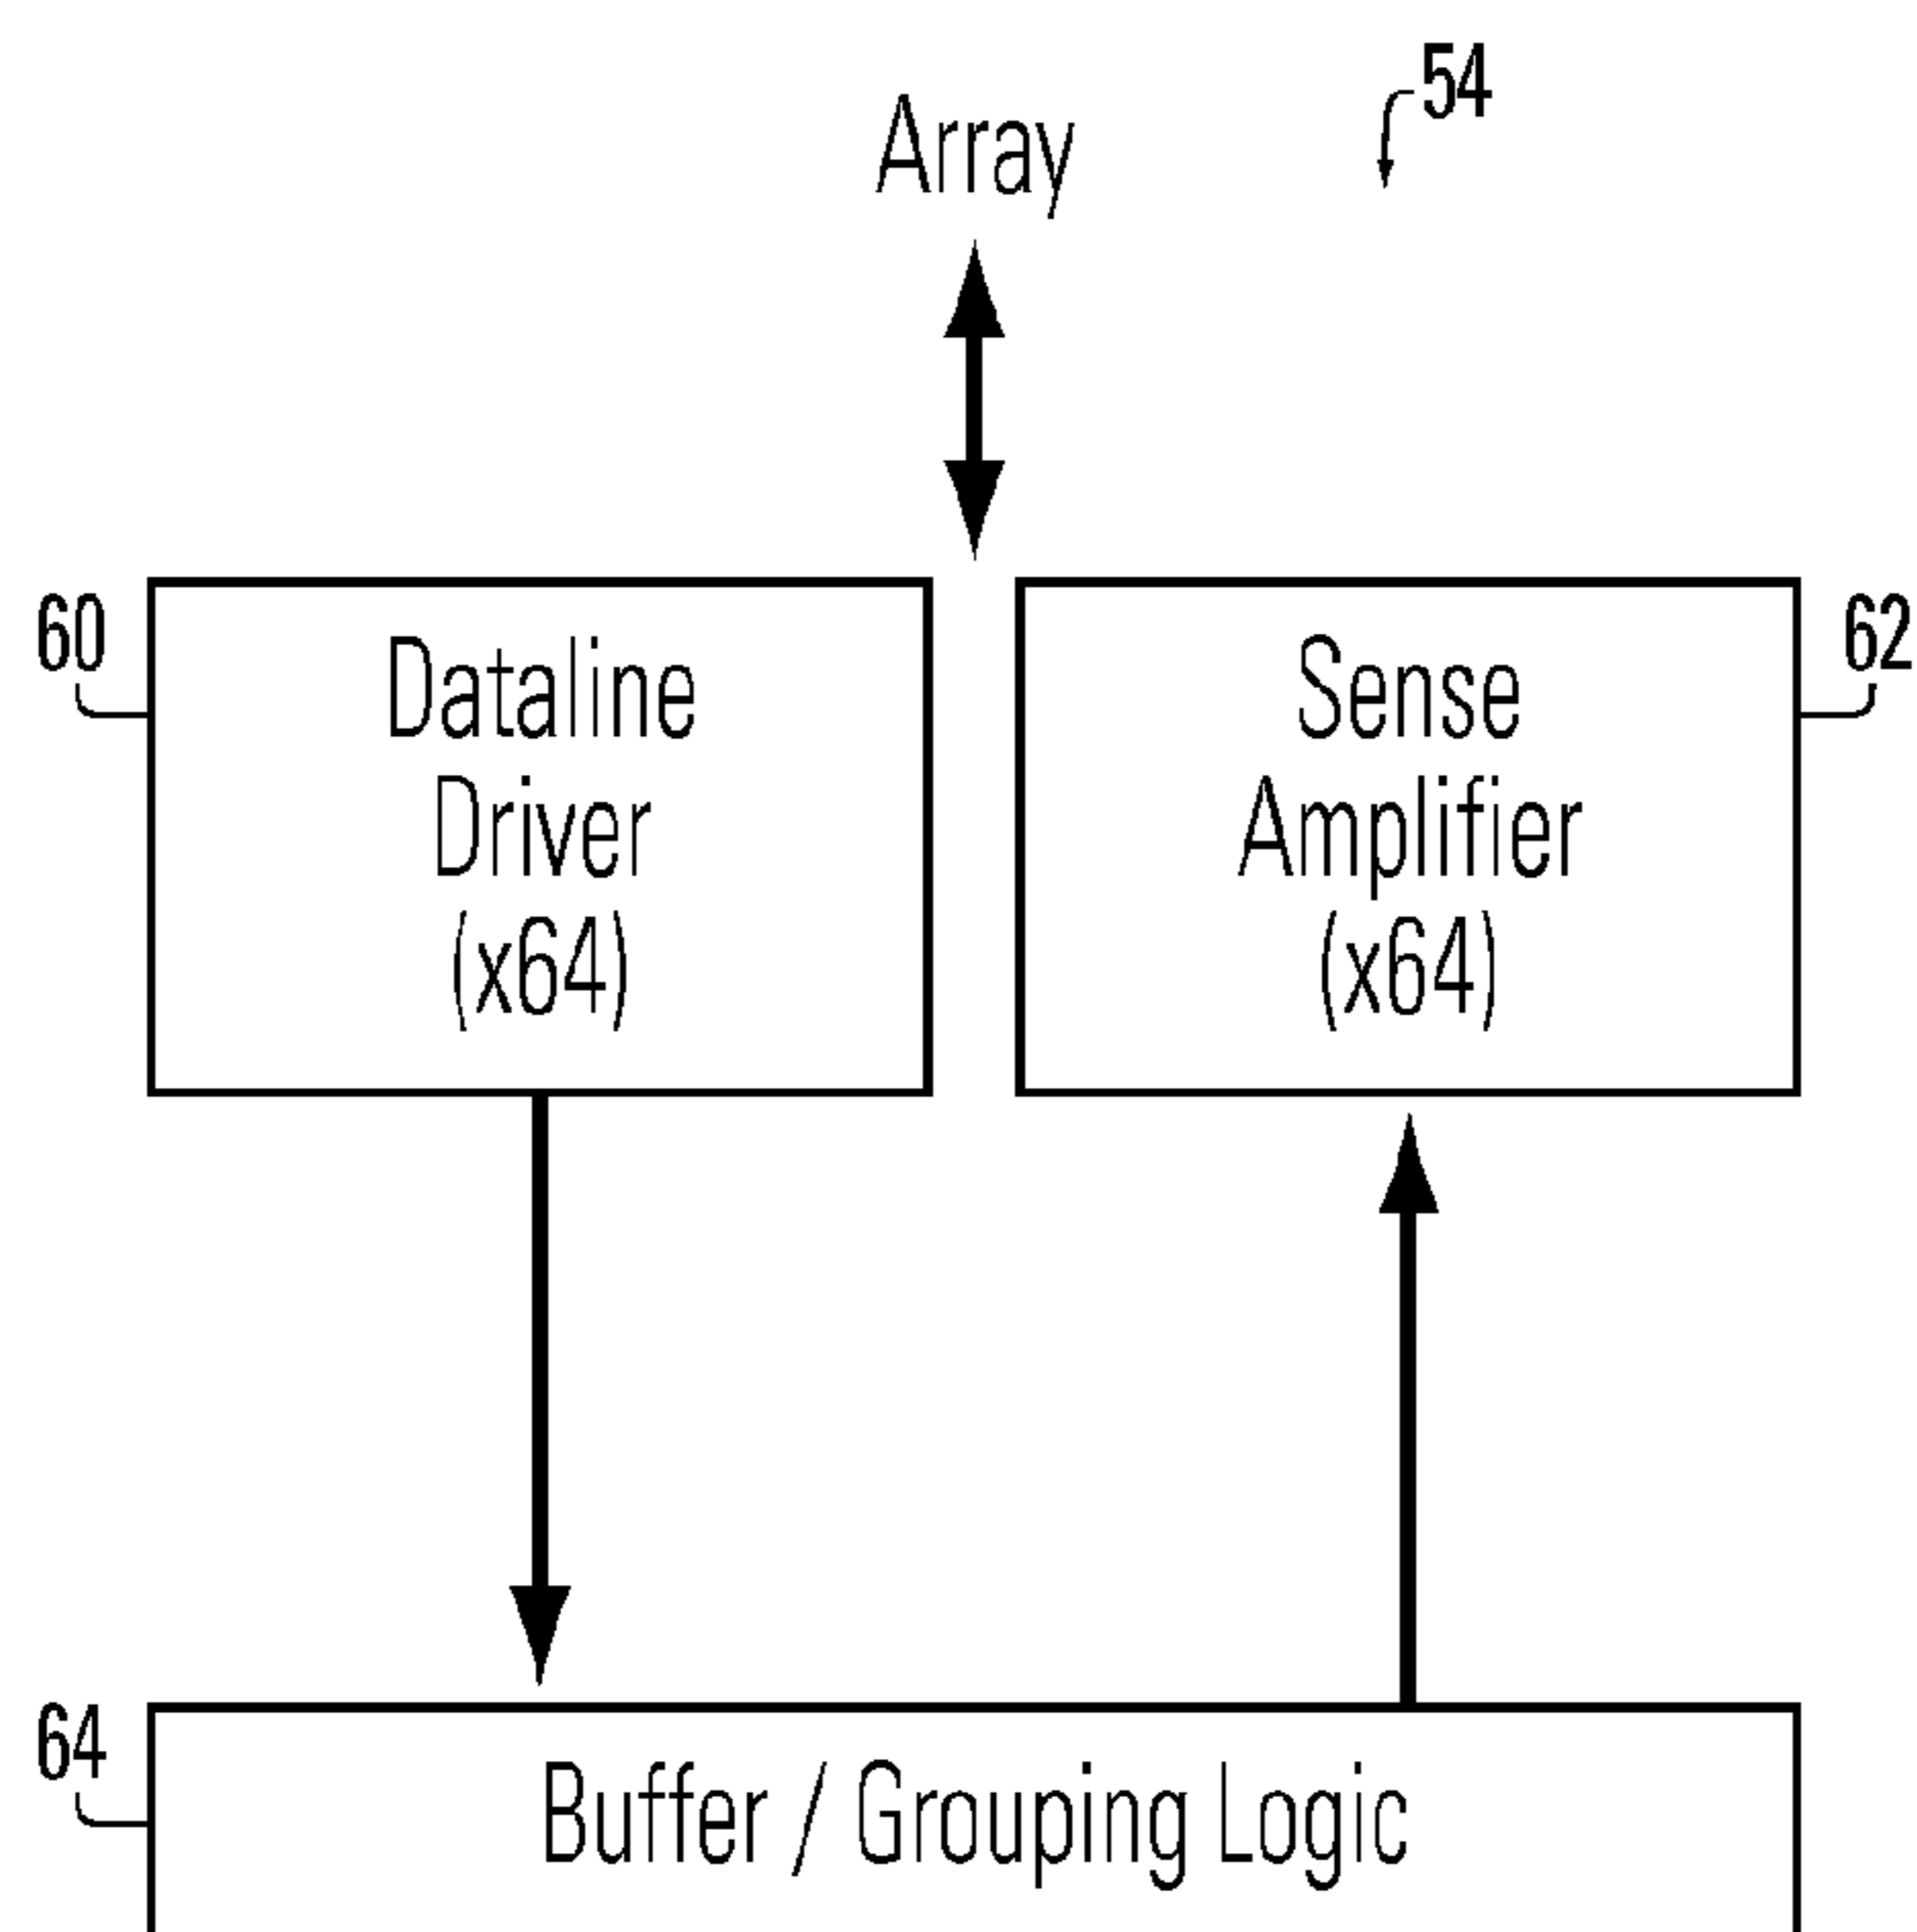 54
Array
60
Dataline
Driver
(x64)
62
Sense
Amplifier
(x64)
64
Buffer / Grouping Logic